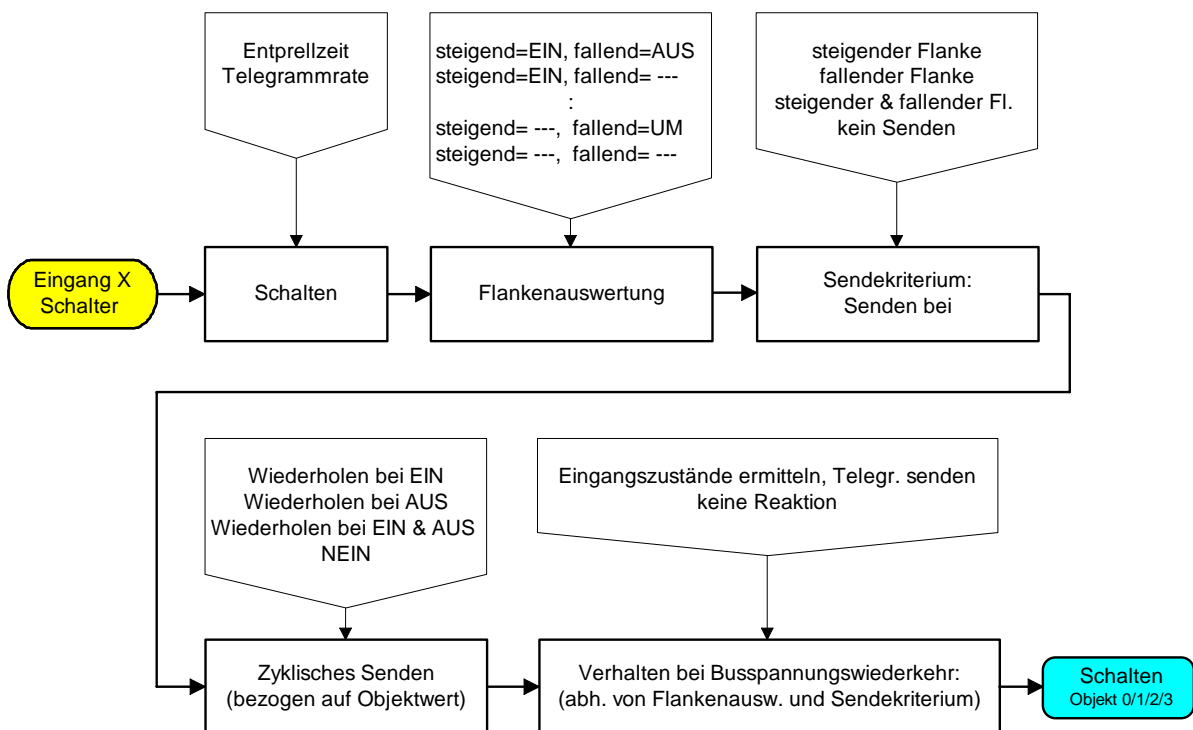 Entprellzeit
Telegrammrate
steigend=EIN, fallend=AUS
steigend=EIN, fallend= ---
:
steigend= ---, fallend=UM
steigend= ---, fallend= ---
steigender Flanke
fallender Flanke
steigender & fallender Fl.
kein Senden
Eingang X
Schalter
Schalten
Flankenauswertung
Sendekriterium:
Senden bei
Wiederholen bei EIN
Wiederholen bei AUS
Wiederholen bei EIN & AUS
NEIN
Eingangszustände ermitteln, Telegr. senden
keine Reaktion
Zyklisches Senden
(bezogen auf Objektwert)
Verhalten bei Busspannungswiederkehr:
(abh. von Flankenausw. und Sendekriterium)
Schalten
Objekt 0/1/2/3